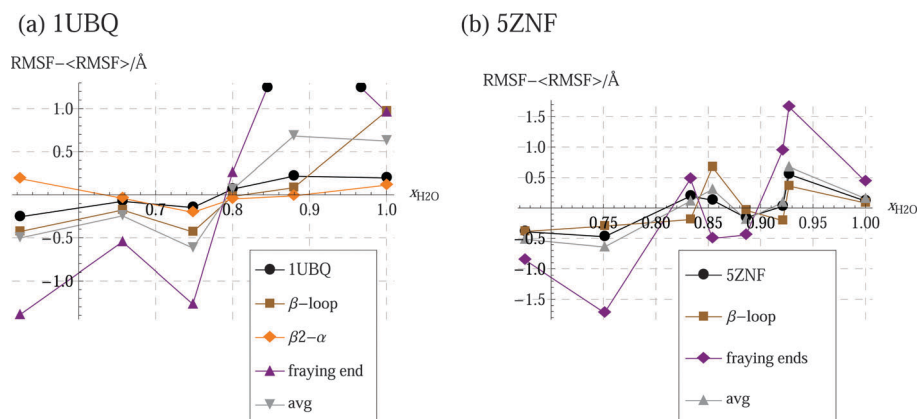 (a) 1UBQ
RMSF−<RMSF>/Å
1.0
0.5
−0.5
−1.0
0.7
0.8
0.9
1.0
xH2O
1UBQ
β−loop
β2−α
fraying end
avg
(b) 5ZNF
RMSF−<RMSF>/Å
1.5
1.0
0.5
−0.5
−1.0
−1.5
0.75
0.80
0.85
0.90
0.95
1.00
xH2O
5ZNF
β−loop
fraying ends
avg